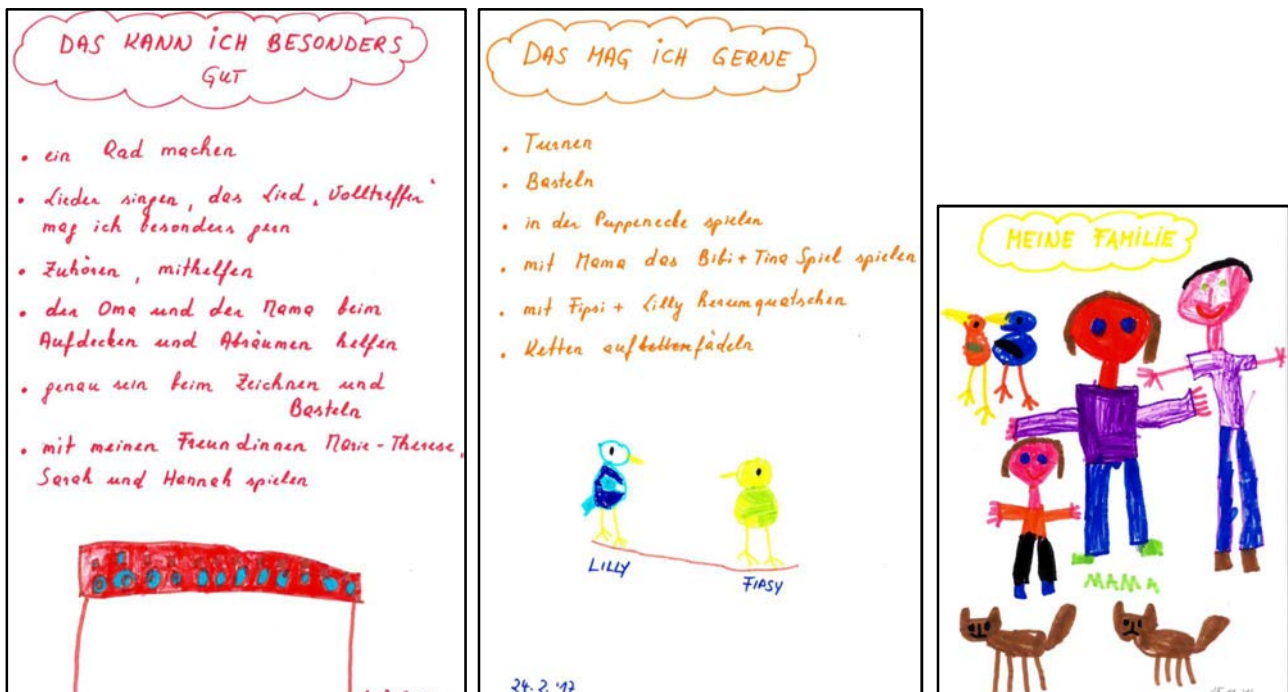 DAS KANN ICH BESONDERS
GUT
• ein Rad machen
• Lieder singen, das Lied „Volltreffer“
mag ich besonders gern
• Zuhören, mithelfen
• der Oma und der Mama beim
Aufdecken und Abräumen helfen
• genau sein beim Zeichnen und
Basteln
• mit meinen Freundinnen Marie-Therese,
Sarah und Hannah spielen
DAS MAG ICH GERNE
• Turnen
• Basteln
• in der Puppenecke spielen
• mit Mama das Bibi + Tina Spiel spielen
• mit Fipsi + Lilly herumquatschen
• Ketten auffädeln
LILLY
FIPSY
24. 2. '17
MEINE FAMILIE
MAMA